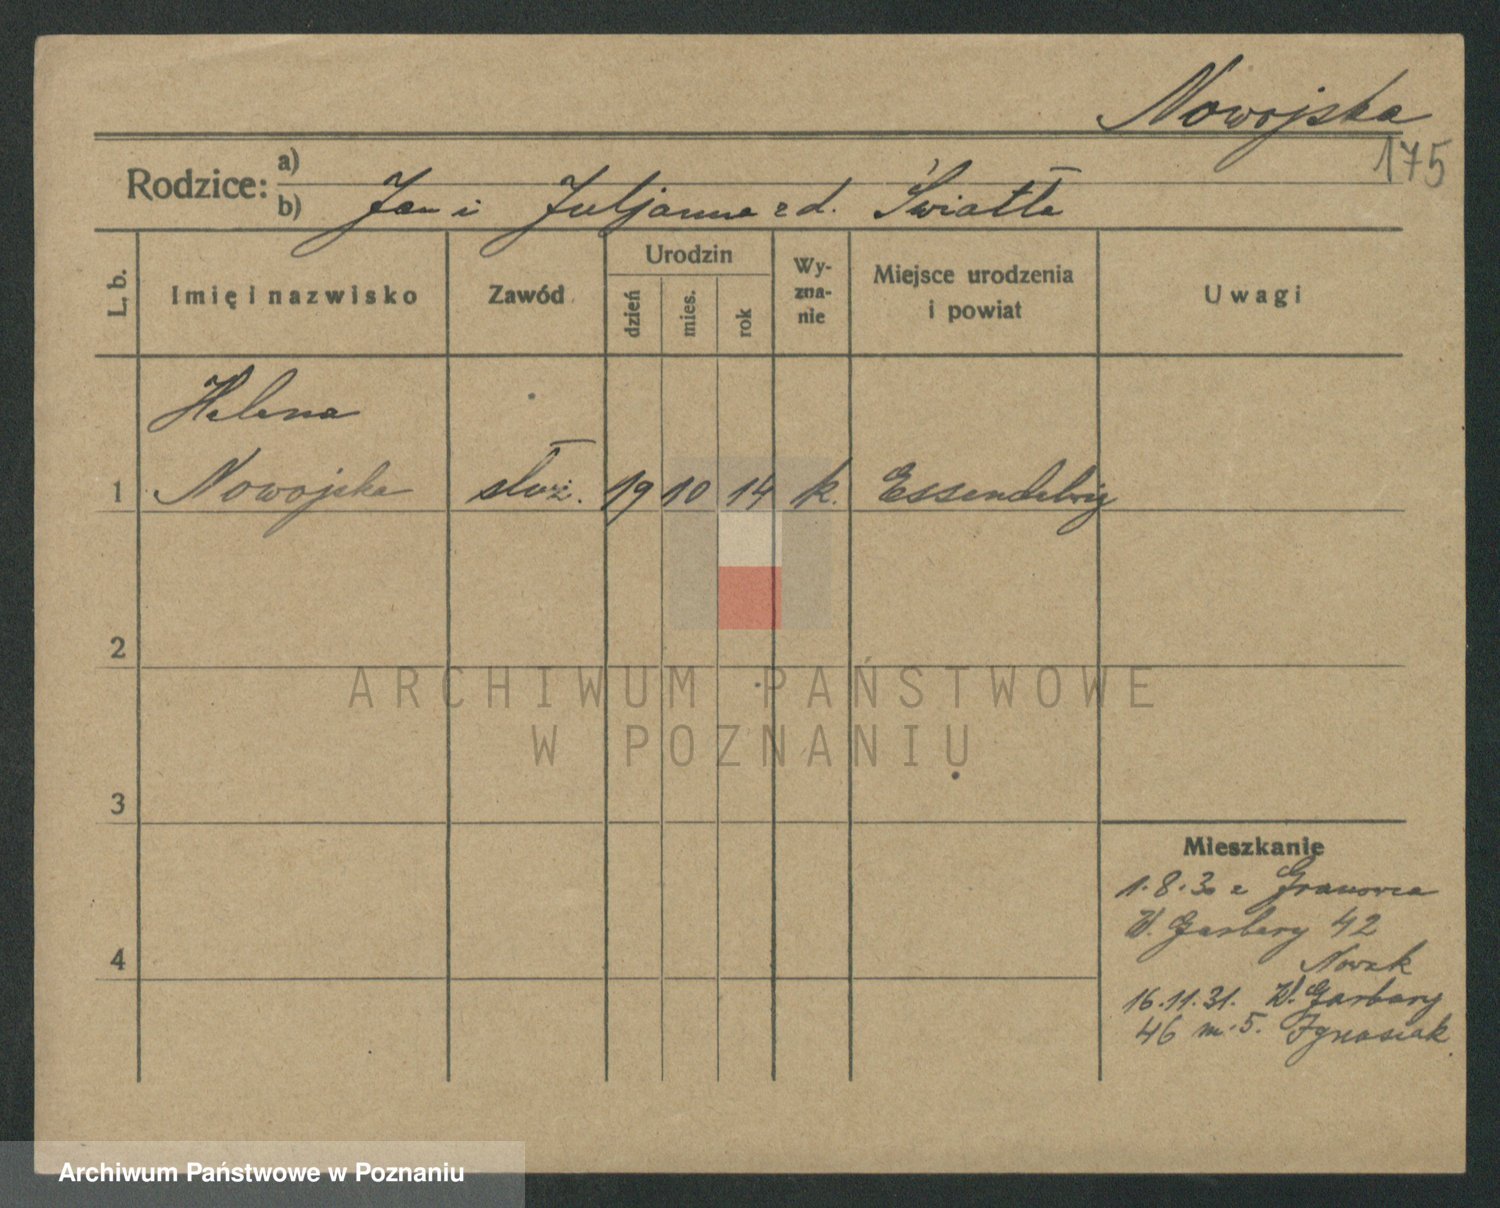 Nowojska
175
Rodzice: a)
b) Jan i Juljanna z d. Światła
L. b.
Imię i nazwisko
Zawód
Urodzin
dzień
mies.
rok
Wy-
zna-
nie
Miejsce urodzenia
i powiat
Uwagi
Helena
1 Nowojska służ. 19 10 14 k. Essendelwig
2
ARCHIWUM PAŃSTWOWE
W POZNANIU
3
Mieszkanie
1.8.30 z Granowca
W. Garbary 42
Nowak
4
16.11.31. W. Garbary
46 m. 5. Ignasiak
Archiwum Państwowe w Poznaniu